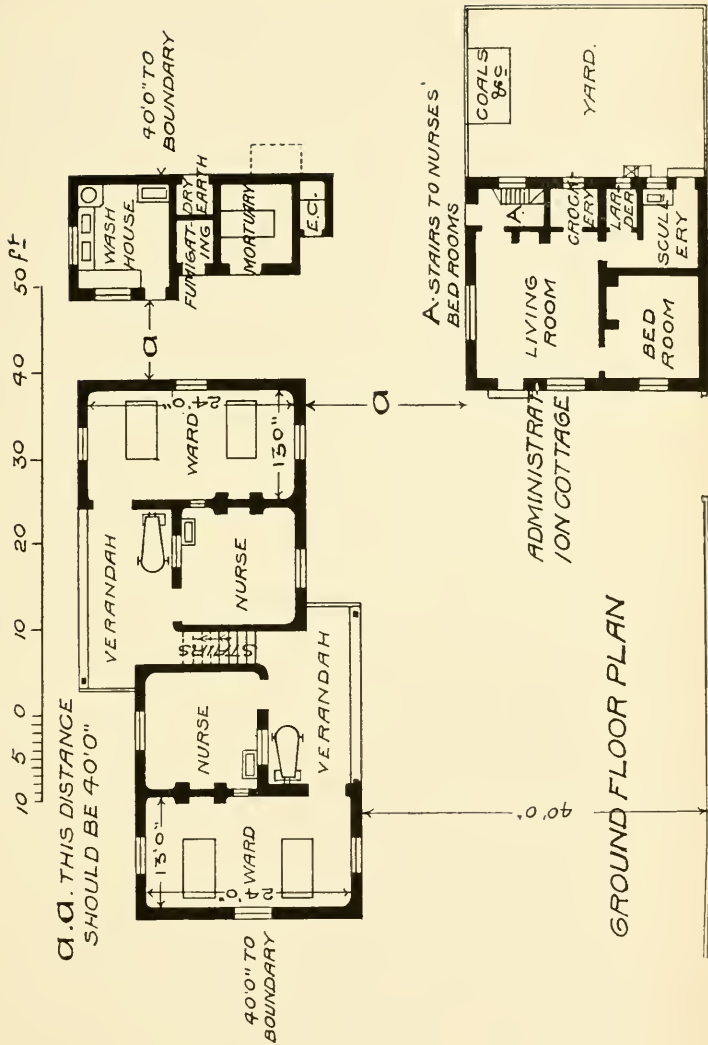 a.a. THIS DISTANCE
SHOULD BE 40'0"
10 5 0 10 20 30 40 50 ft
40'0" TO
BOUNDARY
WARD
13'0"
24'0"
NURSE
VERANDAH
STAIRS
VERANDAH
NURSE
WARD.
24'0"
13'0"
a
a
WASH
HOUSE
FUMIGAT-
ING
DRY
EARTH
MORTUARY
E.C.
40'0" TO
BOUNDARY
A. STAIRS TO NURSES'
BED ROOMS
A.
LIVING
ROOM
CROCK-
ERY
LAR-
DER
SCULL-
ERY
BED
ROOM
COALS
&c
YARD.
ADMINISTRAT-
ION COTTAGE
40'0"
GROUND FLOOR PLAN